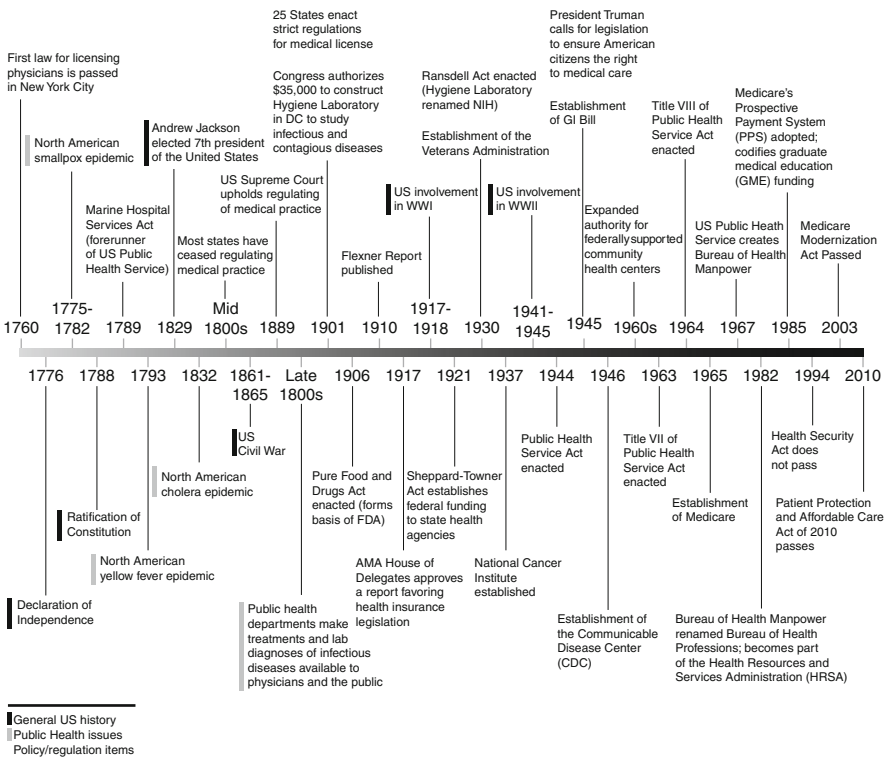 25 States enact
strict regulations
for medical license
Congress authorizes
$35,000 to construct
Hygiene Laboratory
in DC to study
infectious and
contagious diseases
President Truman
calls for legislation
to ensure American
citizens the right
to medical care
Establishment
of GI Bill
First law for licensing
physicians is passed
in New York City
North American
smallpox epidemic
Andrew Jackson
elected 7th president
of the United States
Ransdell Act enacted
(Hygiene Laboratory
renamed NIH)
Establishment of the
Veterans Administration
Title VIII of
Public Health
Service Act
enacted
Medicare's
Prospective
Payment System
(PPS) adopted;
codifies graduate
medical education
(GME) funding
Marine Hospital
Services Act
(forerunner
of US Public
Health Service)
US Supreme Court
upholds regulating
of medical practice
Most states have
ceased regulating
medical practice
US involvement
in WWI
US involvement
in WWII
Flexner Report
published
Expanded
authority for
federally supported
community
health centers
US Public Heath
Service creates
Bureau of Health
Manpower
Medicare
Modernization
Act Passed
1760
1775-
1782
1789
1829
Mid
1800s
1889
1901
1910
1917-
1918
1930
1941-
1945
1945
1960s
1964
1967
1985
2003
1776
1788
1793
1832
1861-
1865
Late
1800s
1906
1917
1921
1937
1944
1946
1963
1965
1982
1994
2010
Declaration of
Independence
Ratification of
Constitution
North American
yellow fever epidemic
North American
cholera epidemic
US
Civil War
Public health
departments make
treatments and lab
diagnoses of infectious
diseases available to
physicians and the public
Pure Food and
Drugs Act
enacted (forms
basis of FDA)
AMA House of
Delegates approves
a report favoring
health insurance
legislation
Sheppard-Towner
Act establishes
federal funding
to state health
agencies
National Cancer
Institute
established
Public Health
Service Act
enacted
Establishment of
the Communicable
Disease Center
(CDC)
Title VII of
Public Health
Service Act
enacted
Establishment
of Medicare
Bureau of Health Manpower
renamed Bureau of Health
Professions; becomes part
of the Health Resources and
Services Administration (HRSA)
Health Security
Act does
not pass
Patient Protection
and Affordable Care
Act of 2010
passes
General US history
Public Health issues
Policy/regulation items